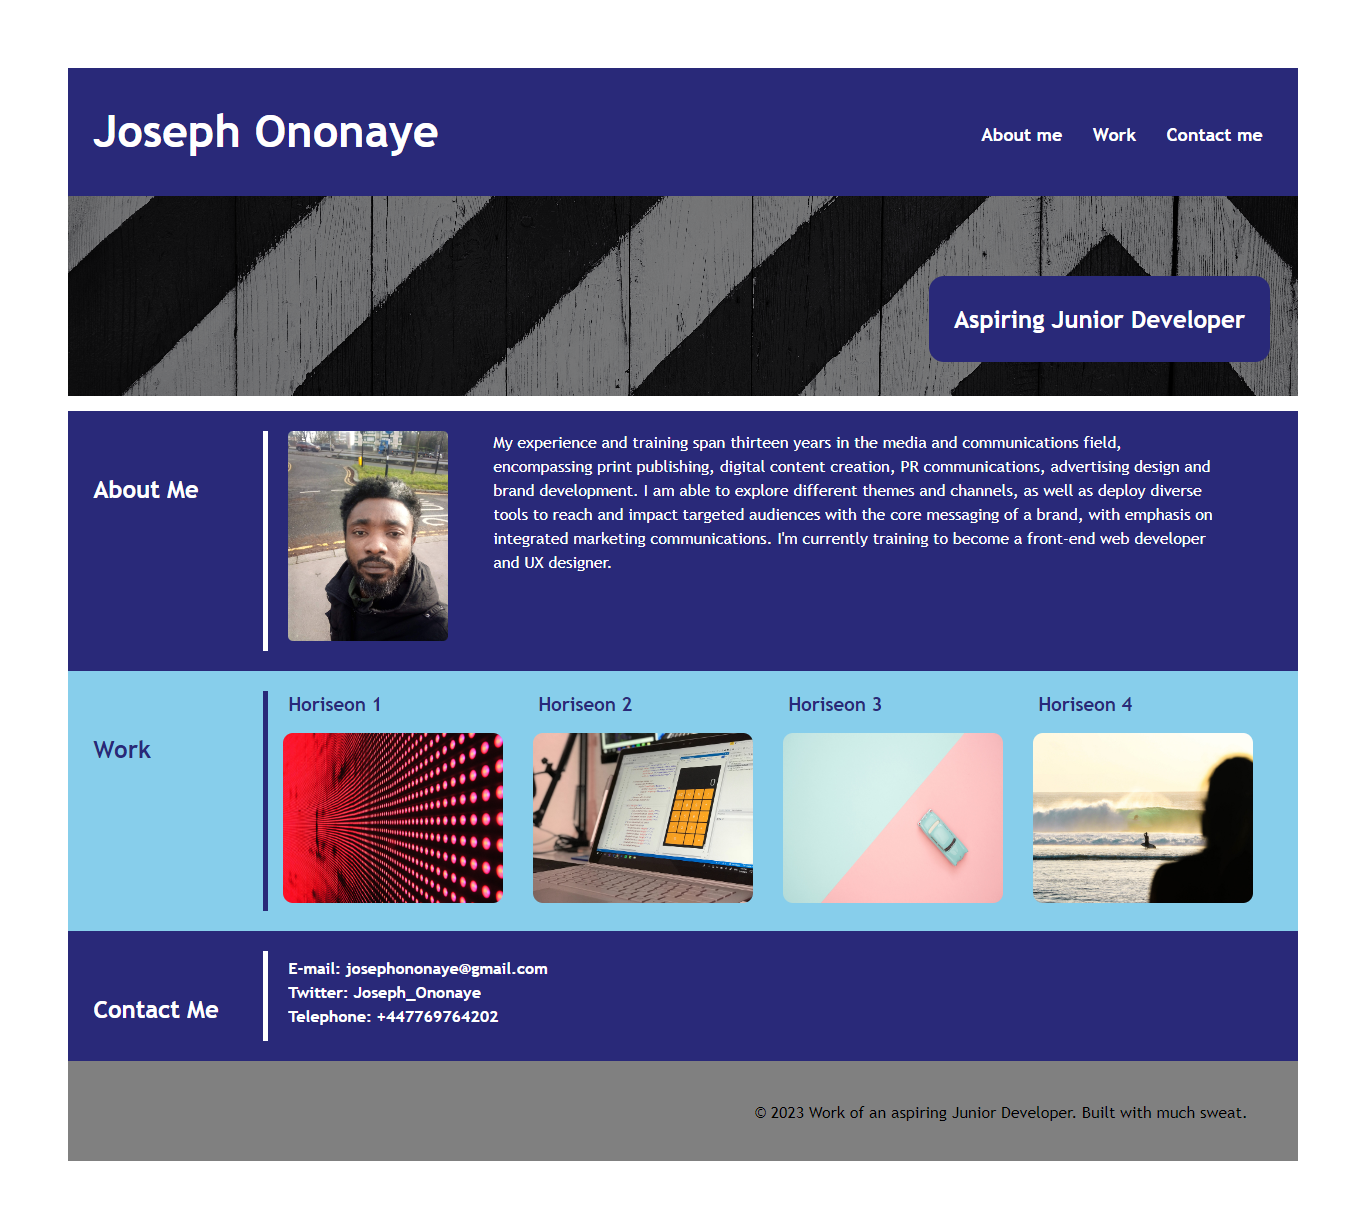 Joseph Ononaye
About me Work Contact me
Aspiring Junior Developer
About Me
My experience and training span thirteen years in the media and communications field,
encompassing print publishing, digital content creation, PR communications, advertising design and
brand development. I am able to explore different themes and channels, as well as deploy diverse
tools to reach and impact targeted audiences with the core messaging of a brand, with emphasis on
integrated marketing communications. I'm currently training to become a front-end web developer
and UX designer.
Work
Horiseon 1
Horiseon 2
Horiseon 3
Horiseon 4
Contact Me
E-mail: josephononaye@gmail.com
Twitter: Joseph_Ononaye
Telephone: +447769764202
© 2023 Work of an aspiring Junior Developer. Built with much sweat.